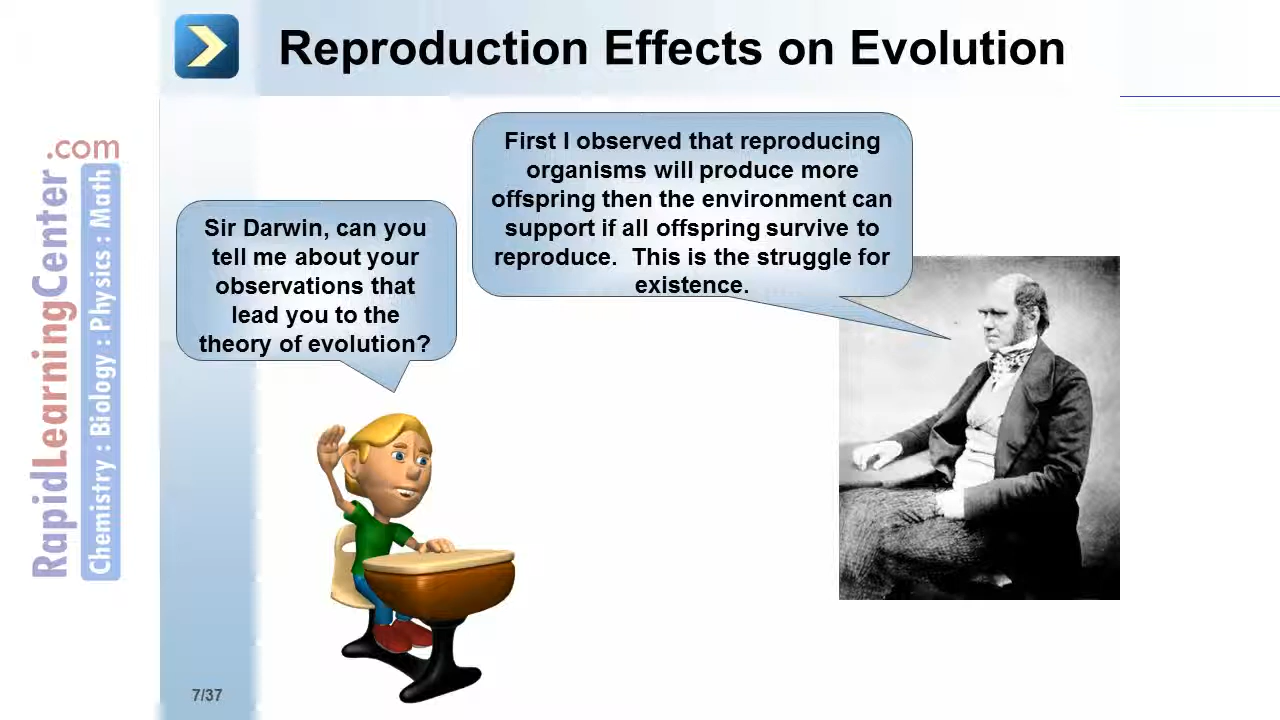 Reproduction Effects on Evolution
First I observed that reproducing
organisms will produce more
offspring then the environment can
support if all offspring survive to
reproduce.  This is the struggle for
existence.
Sir Darwin, can you
tell me about your
observations that
lead you to the
theory of evolution?
RapidLearningCenter.com
Chemistry : Biology : Physics : Math
7/37